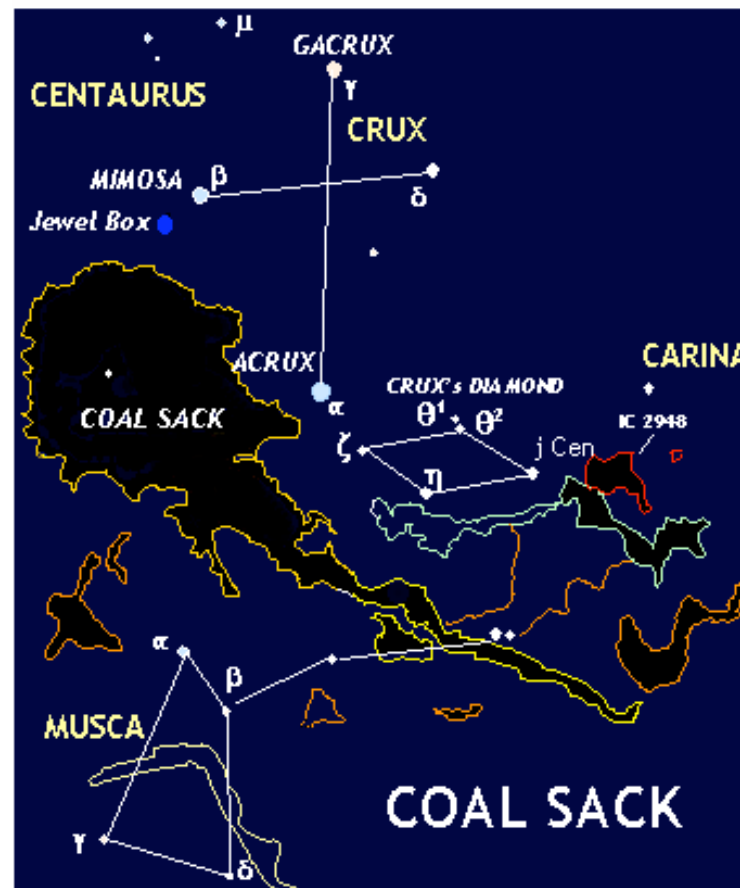 μ
GACRUX
γ
CENTAURUS
CRUX
MIMOSA β
δ
Jewel Box
ACRUX
α
CARINA
CRUX's DIAMOND
COAL SACK
θ¹ θ²
IC 2948
ζ
j Cen
η
α
β
MUSCA
COAL SACK
γ
δ